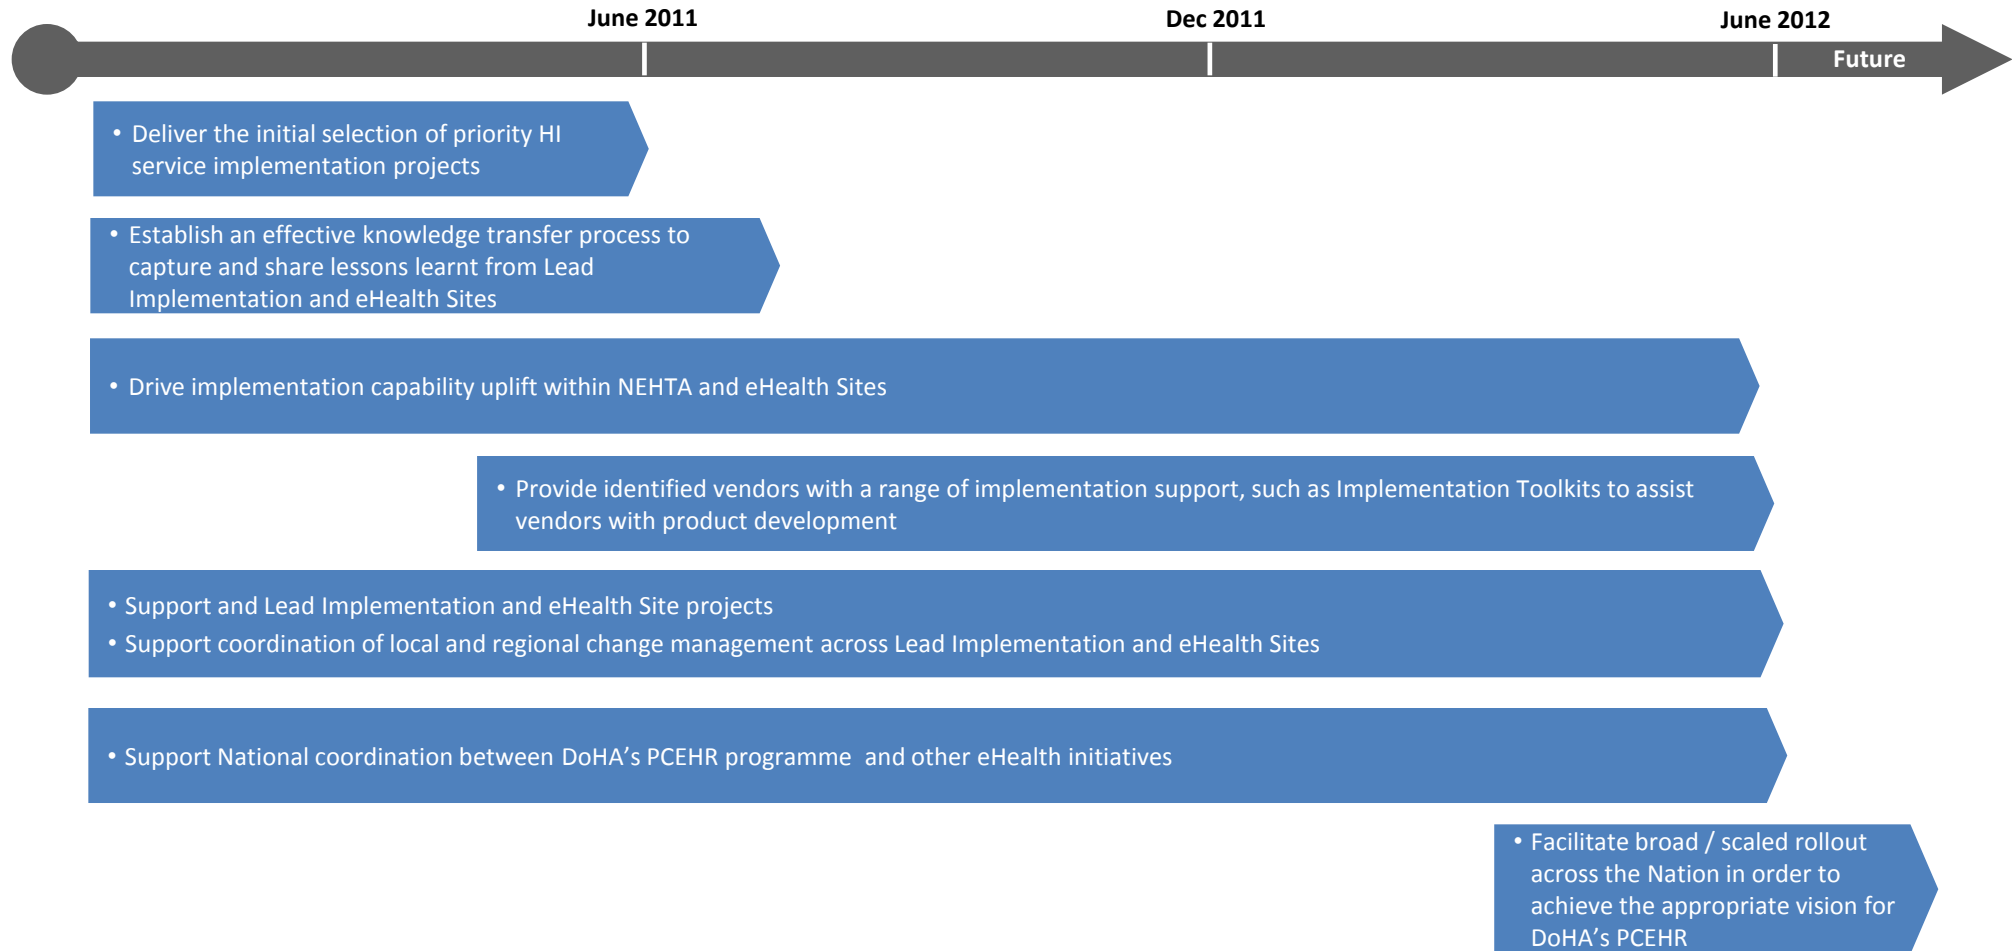 June 2011
Dec 2011
June 2012
Future
• Deliver the initial selection of priority HI
service implementation projects
• Establish an effective knowledge transfer process to
capture and share lessons learnt from Lead
Implementation and eHealth Sites
• Drive implementation capability uplift within NEHTA and eHealth Sites
• Provide identified vendors with a range of implementation support, such as Implementation Toolkits to assist
vendors with product development
• Support and Lead Implementation and eHealth Site projects
• Support coordination of local and regional change management across Lead Implementation and eHealth Sites
• Support National coordination between DoHA’s PCEHR programme  and other eHealth initiatives
• Facilitate broad / scaled rollout
across the Nation in order to
achieve the appropriate vision for
DoHA’s PCEHR